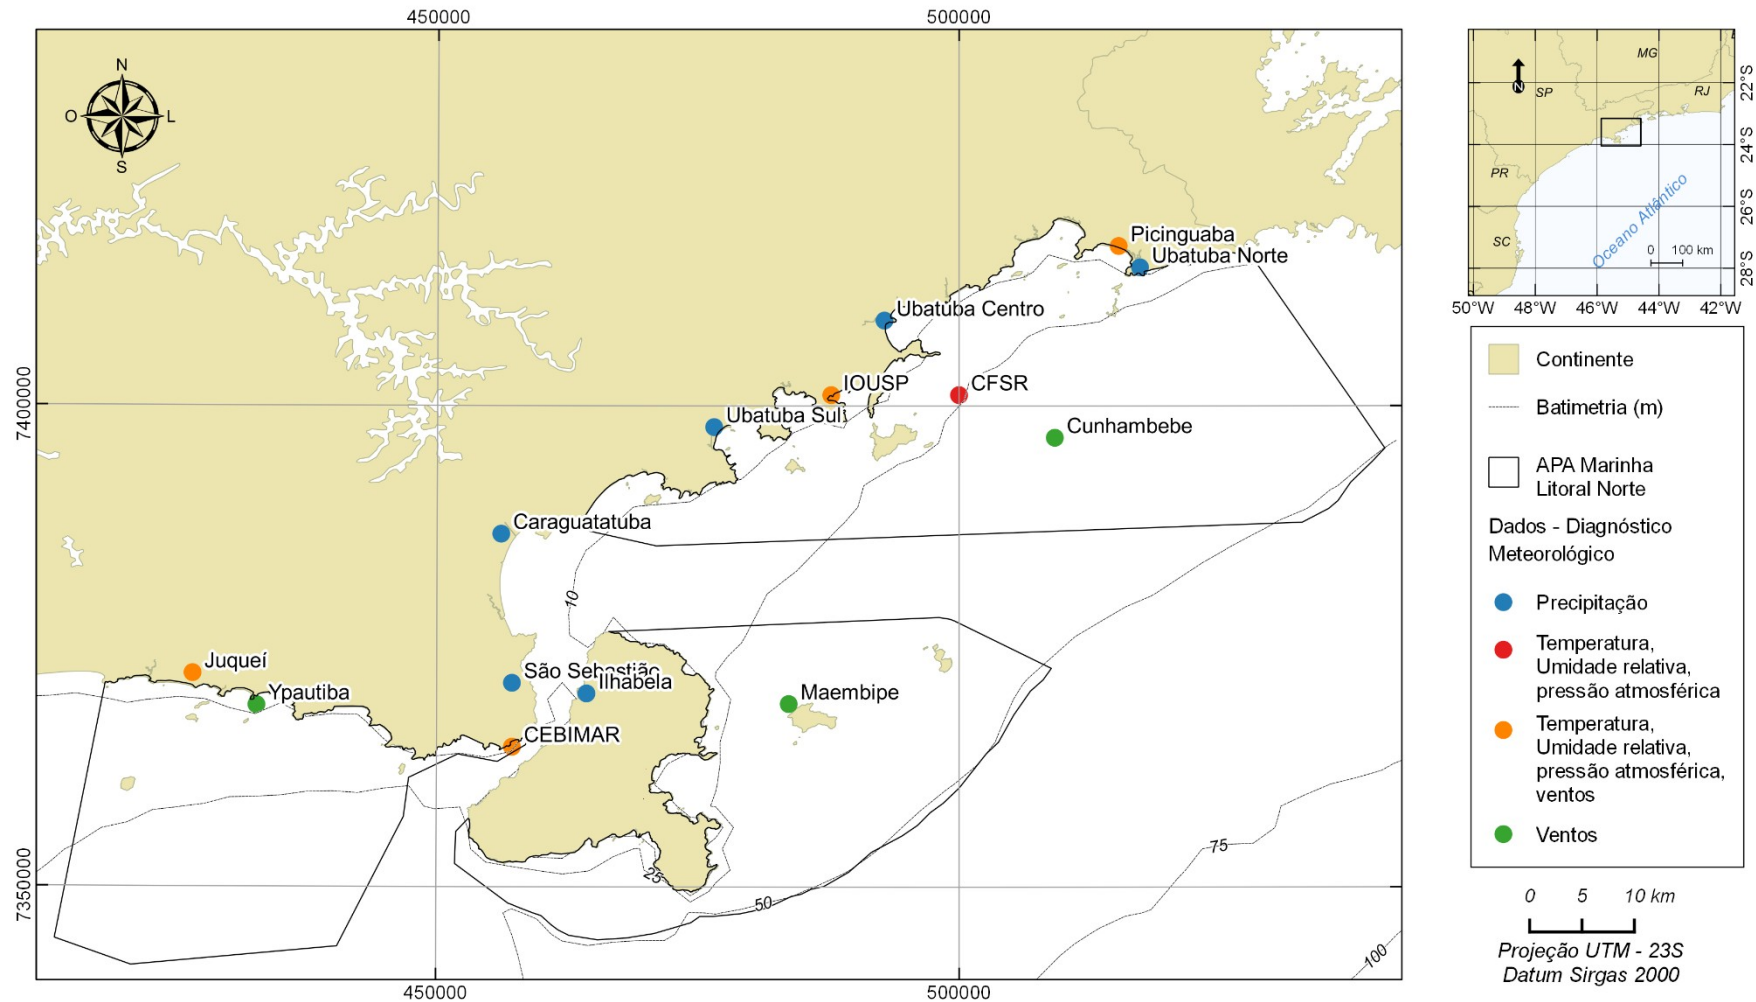 450000
500000
N
O
L
S
7400000
7350000
Picinguaba
Ubatuba Norte
Ubatuba Centro
IOUSP
CFSR
Ubatuba Sul
Cunhambebe
Caraguatatuba
10
Juqueí
São Sebastião
Ilhabela
Ypautiba
Maembipe
CEBIMAR
25
50
75
100
450000
500000
MG
N
SP
RJ
PR
SC
Oceano Atlântico
0 100 km
22°S
24°S
26°S
28°S
50°W 48°W 46°W 44°W 42°W
Continente
Batimetria (m)
APA Marinha
Litoral Norte
Dados - Diagnóstico
Meteorológico
Precipitação
Temperatura,
Umidade relativa,
pressão atmosférica
Temperatura,
Umidade relativa,
pressão atmosférica,
ventos
Ventos
0 5 10 km
Projeção UTM - 23S
Datum Sirgas 2000